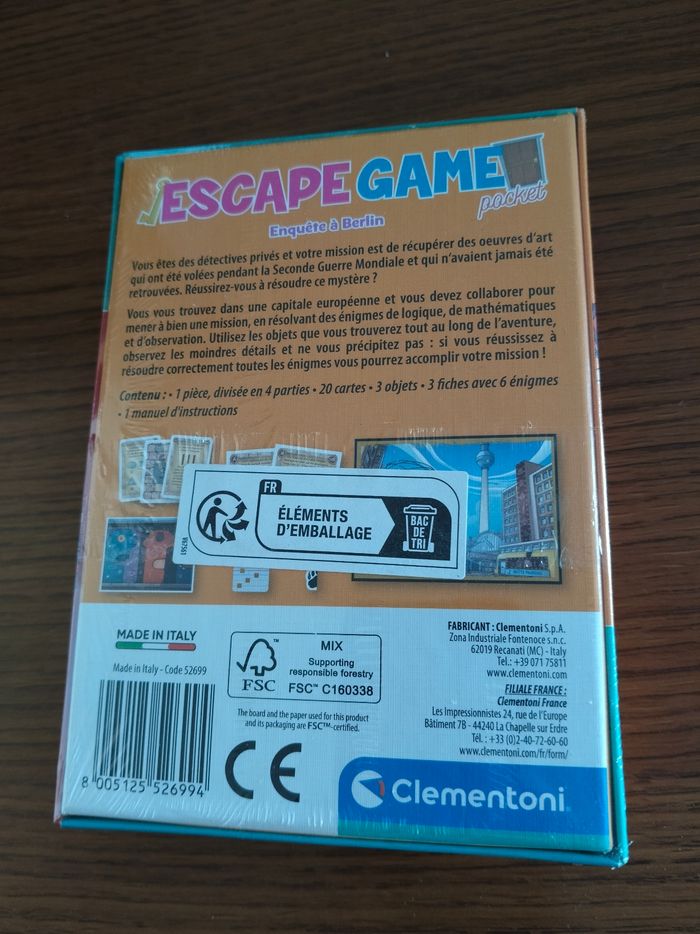 ESCAPE GAME
pocket
Enquête à Berlin
Vous êtes des détectives privés et votre mission est de récupérer des oeuvres d'art
qui ont été volées pendant la Seconde Guerre Mondiale et qui n'avaient jamais été
retrouvées. Réussirez-vous à résoudre ce mystère ?
Vous vous trouvez dans une capitale européenne et vous devez collaborer pour
mener à bien une mission, en résolvant des énigmes de logique, de mathématiques
et d'observation. Utilisez les objets que vous trouverez tout au long de l'aventure,
observez les moindres détails et ne vous précipitez pas : si vous réussissez à
résoudre correctement toutes les énigmes vous pourrez accomplir votre mission !
Contenu : • 1 pièce, divisée en 4 parties • 20 cartes • 3 objets • 3 fiches avec 6 énigmes
• 1 manuel d'instructions
FR
ÉLÉMENTS
D'EMBALLAGE
BAC
DE
TRI
MADE IN ITALY
Made in Italy - Code 52699
8 005125 526994
FSC™
MIX
Supporting
responsible forestry
FSC™ C160338
The board and the paper used for this product
and its packaging are FSC™-certified.
CE
FABRICANT : Clementoni S.p.A.
Zona Industriale Fontenoce s.n.c.
62019 Recanati (MC) - Italy
Tel.: +39 071 75811
www.clementoni.com
FILIALE FRANCE :
Clementoni France
Les Impressionnistes 24, rue de l'Europe
Bâtiment 7B - 44240 La Chapelle sur Erdre
Tél. : +33 (0)2-40-72-60-60
www.clementoni.com/fr/form/
Clementoni